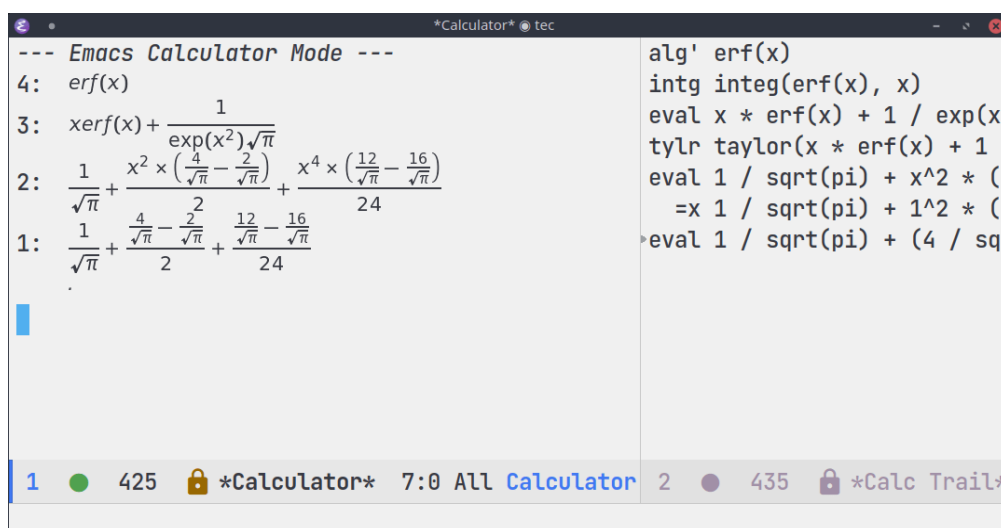 *Calculator* ◉ tec
--- Emacs Calculator Mode ---
4: erf(x)
3: xerf(x) + 1 / (exp(x²)√π)
2: 1/√π + (x² × (4/√π − 2/√π))/2 + (x⁴ × (12/√π − 16/√π))/24
1: 1/√π + (4/√π − 2/√π)/2 + (12/√π − 16/√π)/24
.
alg' erf(x)
intg integ(erf(x), x)
eval x * erf(x) + 1 / exp(x
tylr taylor(x * erf(x) + 1
eval 1 / sqrt(pi) + x^2 * (
=x 1 / sqrt(pi) + 1^2 * (
eval 1 / sqrt(pi) + (4 / sq
1 ● 425 *Calculator* 7:0 All Calculator
2 ● 435 *Calc Trail*